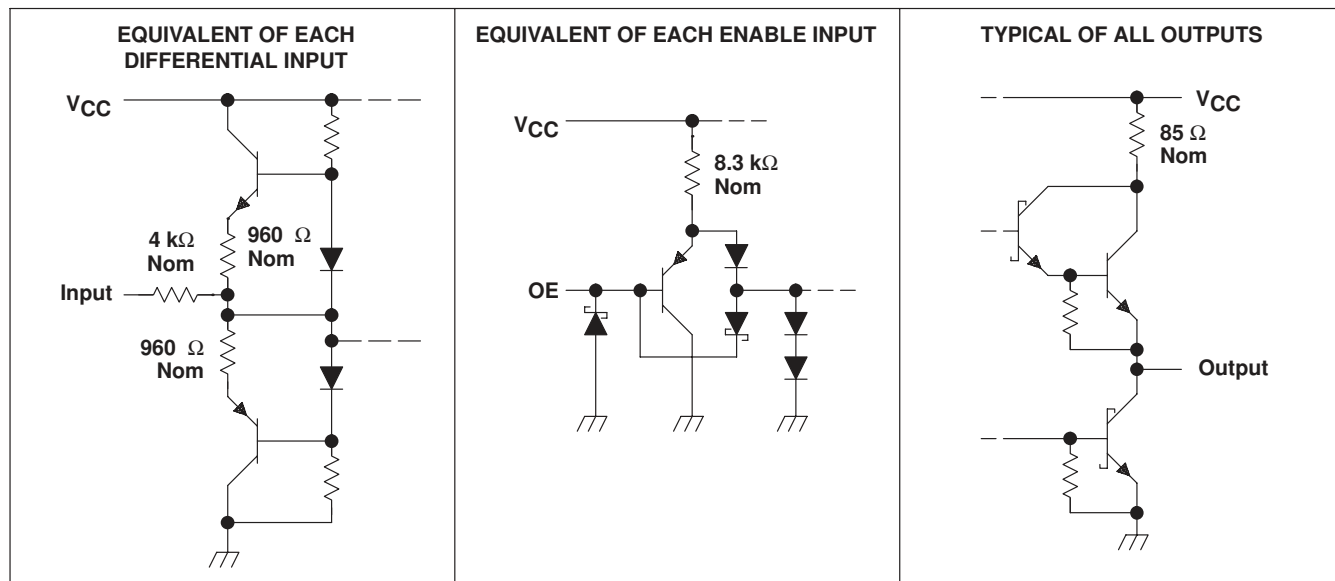 EQUIVALENT OF EACH
DIFFERENTIAL INPUT
VCC
4 kΩ
Nom
960 Ω
Nom
Input
960 Ω
Nom
EQUIVALENT OF EACH ENABLE INPUT
VCC
8.3 kΩ
Nom
OE
TYPICAL OF ALL OUTPUTS
VCC
85 Ω
Nom
Output